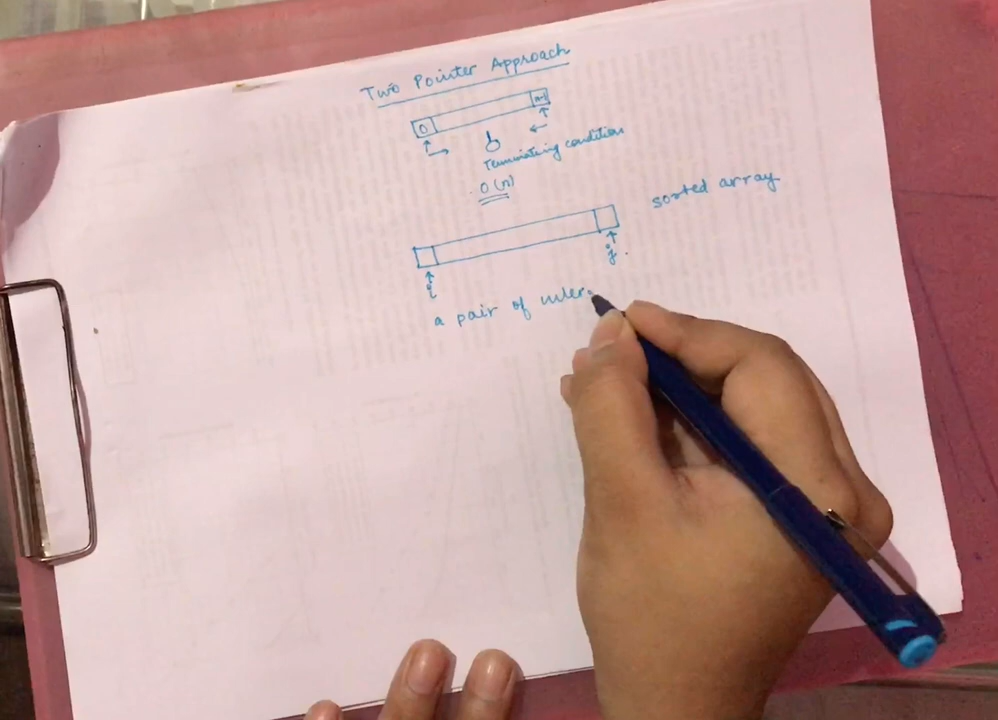 Two Pointer Approach
0 n-1
Terminating condition
O(n)
sorted array
i j
a pair of